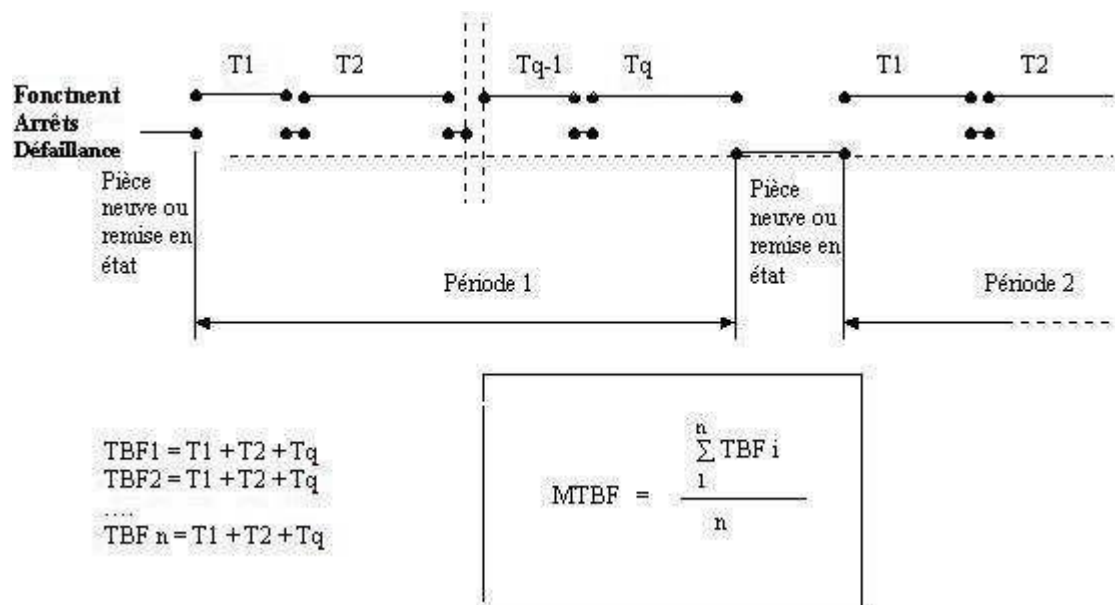 T1 T2 Tq-1 Tq T1 T2
Fonctnent
Arrêts
Défaillance
Pièce
neuve ou
remise en
état
Pièce
neuve ou
remise en
état
Période 1
Période 2
TBF1 = T1 + T2 + Tq
TBF2 = T1 + T2 + Tq
....
TBF n = T1 + T2 + Tq
n
∑ TBF i
1
MTBF =
n